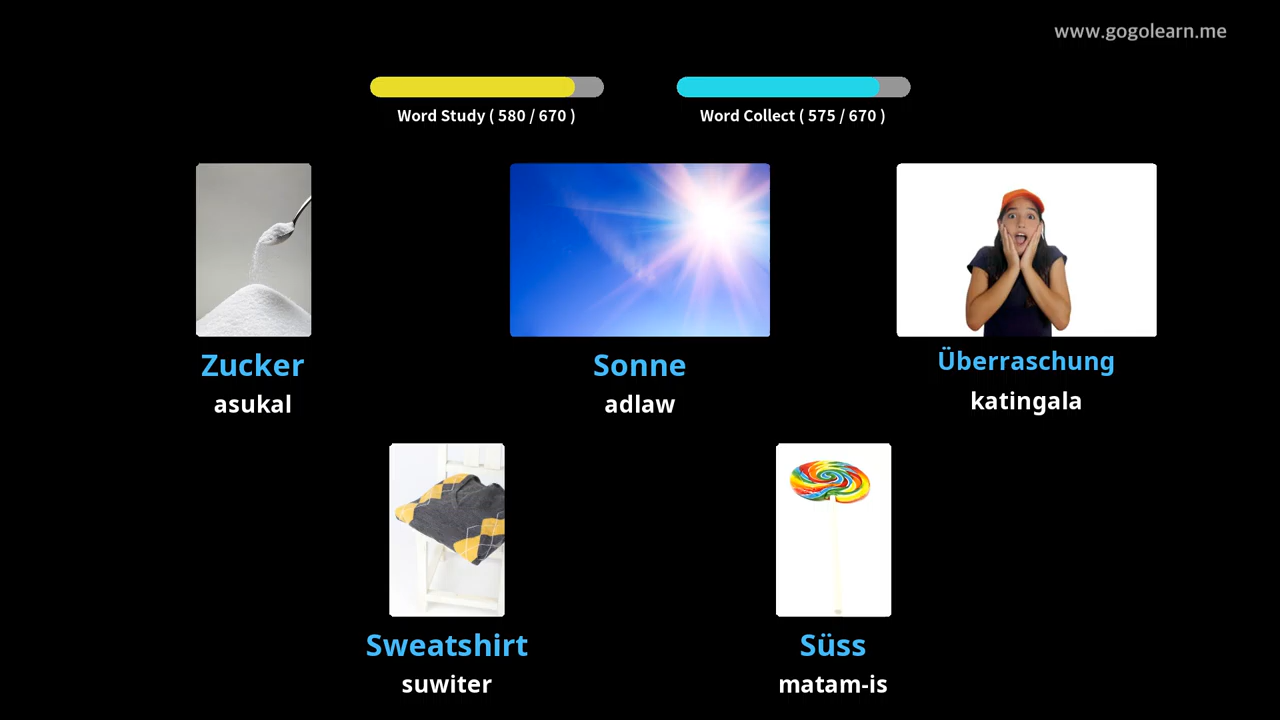 www.gogolearn.me
Word Study ( 580 / 670 )
Word Collect ( 575 / 670 )
Zucker
asukal
Sonne
adlaw
Überraschung
katingala
Sweatshirt
suwiter
Süss
matam-is